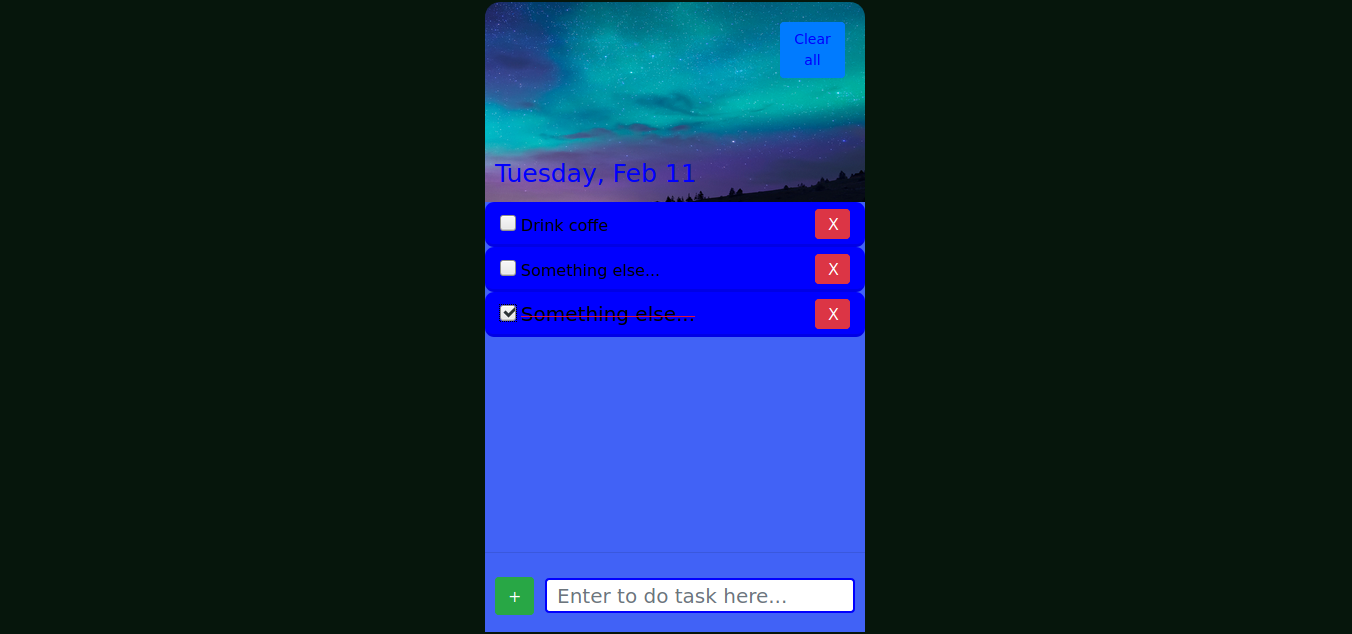 Clear
all
Tuesday, Feb 11
Drink coffe X
Something else... X
Something else... X
+ Enter to do task here...